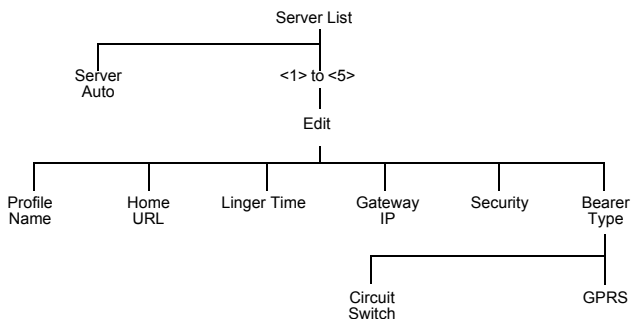 Server List
Server
Auto
<1> to <5>
Edit
Profile
Name
Home
URL
Linger Time
Gateway
IP
Security
Bearer
Type
Circuit
Switch
GPRS